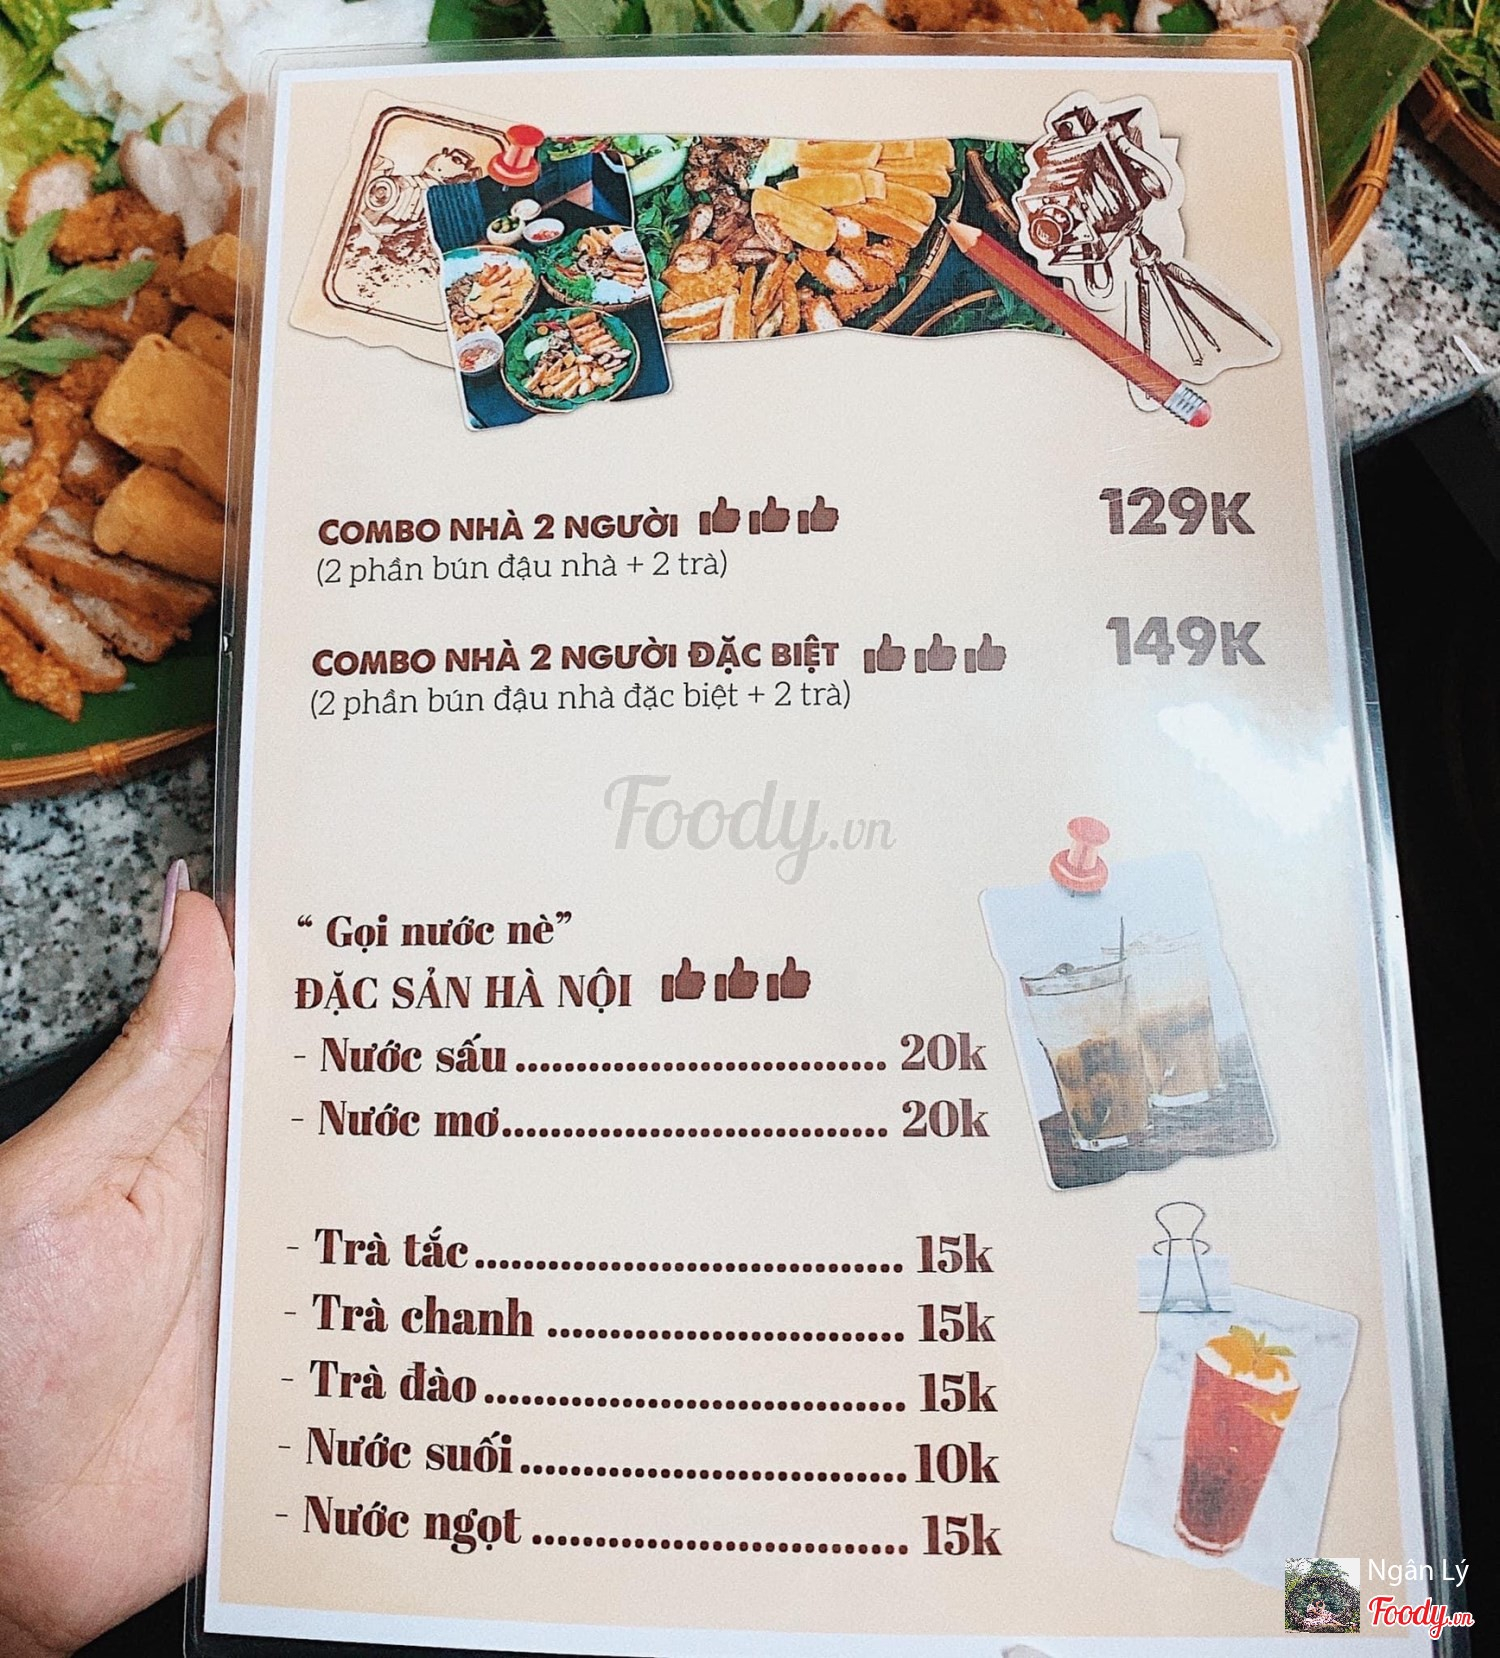 COMBO NHÀ 2 NGƯỜI 129K
(2 phần bún đậu nhà + 2 trà)
COMBO NHÀ 2 NGƯỜI ĐẶC BIỆT 149K
(2 phần bún đậu nhà đặc biệt + 2 trà)
Foody.vn
“ Gọi nước nè”
ĐẶC SẢN HÀ NỘI
- Nước sấu.............................. 20k
- Nước mơ............................... 20k
- Trà tắc.................................. 15k
- Trà chanh ............................ 15k
- Trà đào................................. 15k
- Nước suối..............................10k
- Nước ngọt ............................. 15k
Ngân Lý
Foody.vn